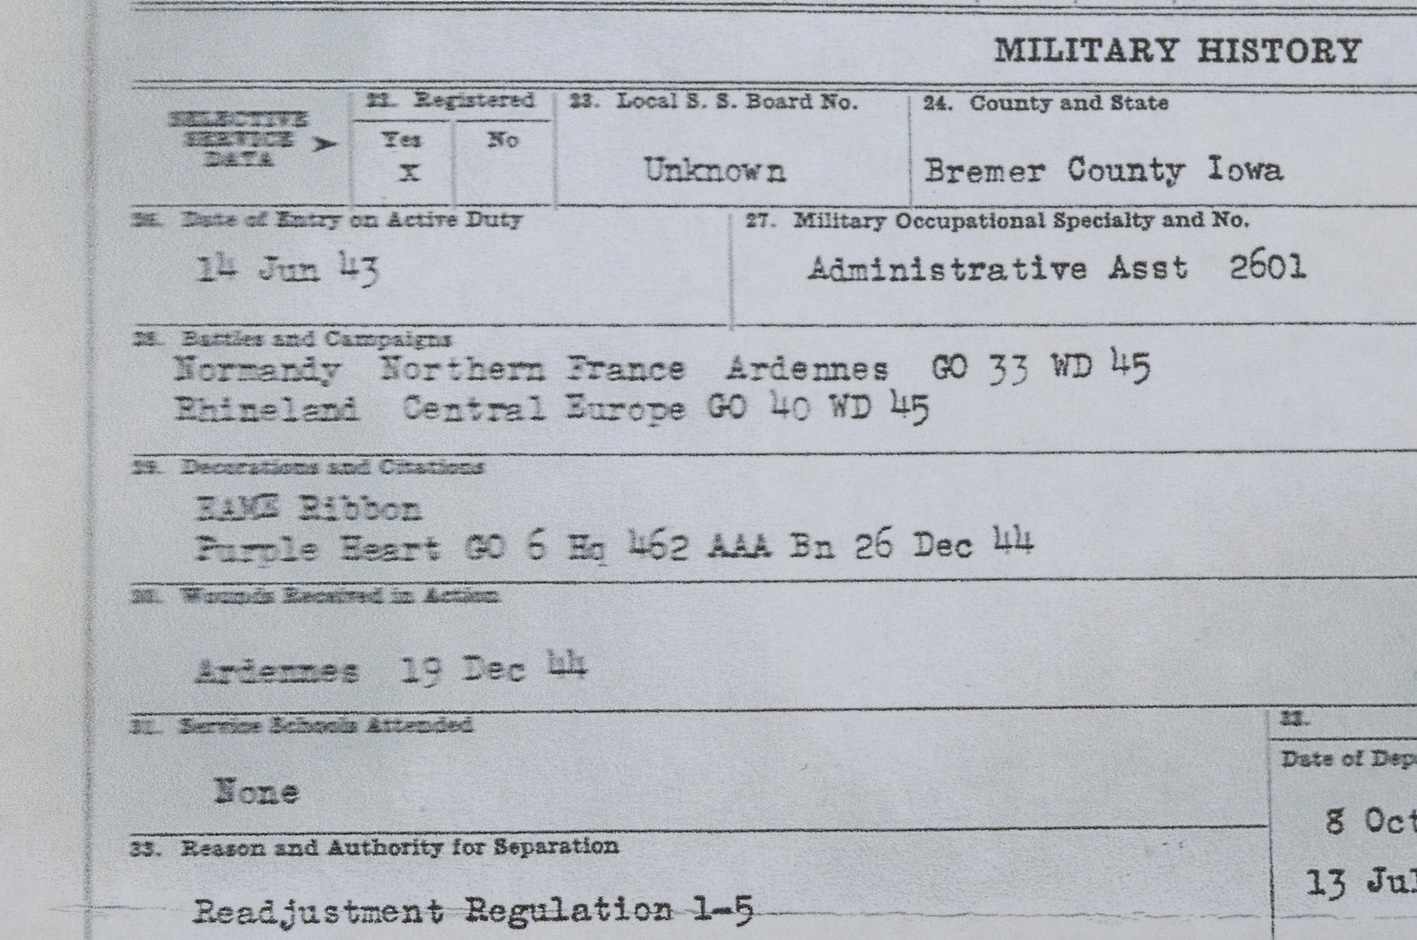 MILITARY HISTORY
SELECTIVE SERVICE DATA
22. Registered
Yes No
X
23. Local S. S. Board No.
Unknown
24. County and State
Bremer County Iowa
26. Date of Entry on Active Duty
14 Jun 43
27. Military Occupational Specialty and No.
Administrative Asst 2601
28. Battles and Campaigns
Normandy Northern France Ardennes GO 33 WD 45
Rhineland Central Europe GO 40 WD 45
29. Decorations and Citations
EAME Ribbon
Purple Heart GO 6 Hq 462 AAA Bn 26 Dec 44
30. Wounds Received in Action
Ardennes 19 Dec 44
31. Service Schools Attended
None
32.
Date of Dep
8 Oct
13 Jul
33. Reason and Authority for Separation
Readjustment Regulation 1-5